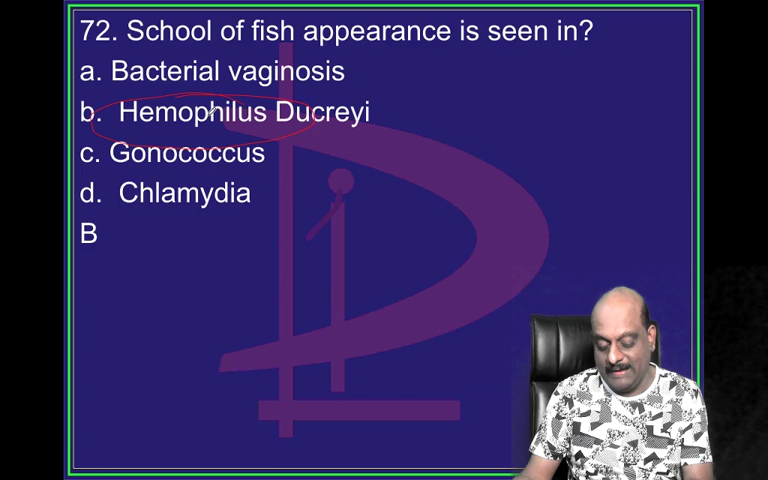 72. School of fish appearance is seen in?
a. Bacterial vaginosis
b. Hemophilus Ducreyi
c. Gonococcus
d. Chlamydia
B